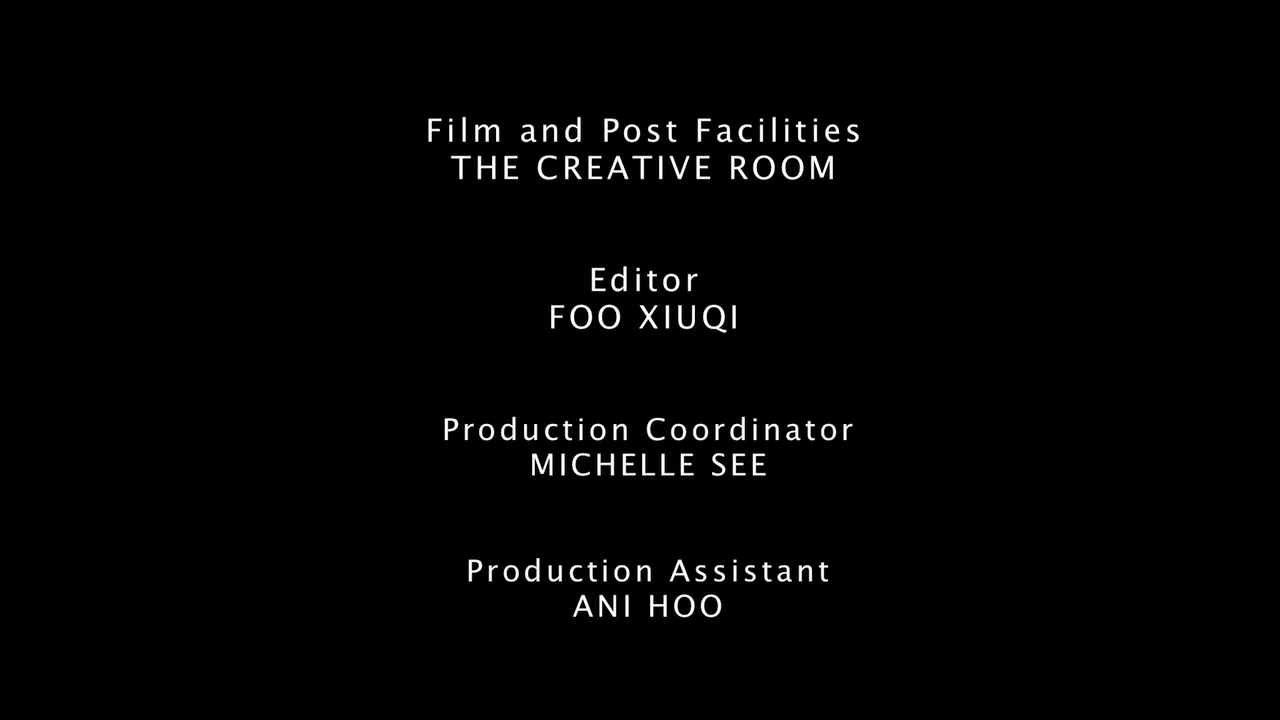 Film and Post Facilities
THE CREATIVE ROOM
Editor
FOO XIUQI
Production Coordinator
MICHELLE SEE
Production Assistant
ANI HOO